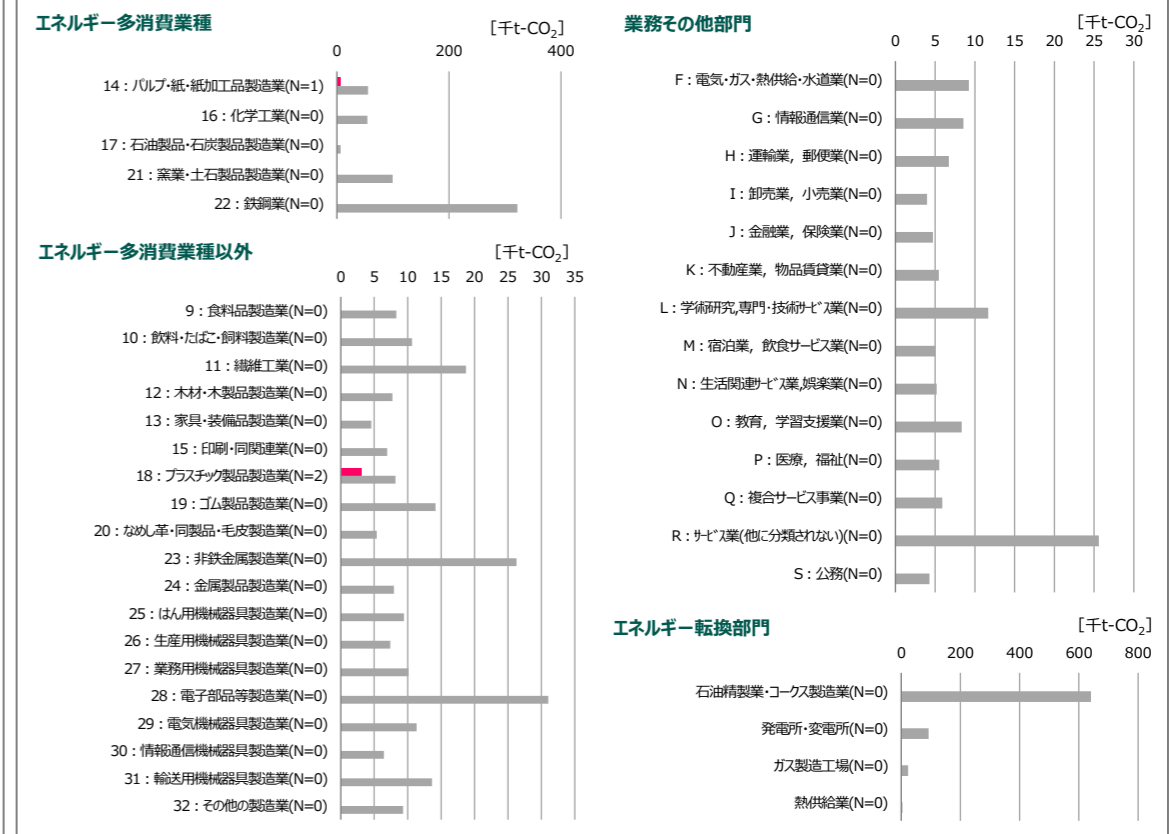 エネルギー多消費業種
[千t-CO₂]
0 200 400
14：パルプ・紙・紙加工品製造業(N=1)
16：化学工業(N=0)
17：石油製品・石炭製品製造業(N=0)
21：窯業・土石製品製造業(N=0)
22：鉄鋼業(N=0)
エネルギー多消費業種以外
[千t-CO₂]
0 5 10 15 20 25 30 35
9：食料品製造業(N=0)
10：飲料・たばこ・飼料製造業(N=0)
11：繊維工業(N=0)
12：木材・木製品製造業(N=0)
13：家具・装備品製造業(N=0)
15：印刷・同関連業(N=0)
18：プラスチック製品製造業(N=2)
19：ゴム製品製造業(N=0)
20：なめし革・同製品・毛皮製造業(N=0)
23：非鉄金属製造業(N=0)
24：金属製品製造業(N=0)
25：はん用機械器具製造業(N=0)
26：生産用機械器具製造業(N=0)
27：業務用機械器具製造業(N=0)
28：電子部品等製造業(N=0)
29：電気機械器具製造業(N=0)
30：情報通信機械器具製造業(N=0)
31：輸送用機械器具製造業(N=0)
32：その他の製造業(N=0)
業務その他部門
[千t-CO₂]
0 5 10 15 20 25 30
F：電気・ガス・熱供給・水道業(N=0)
G：情報通信業(N=0)
H：運輸業，郵便業(N=0)
I：卸売業，小売業(N=0)
J：金融業，保険業(N=0)
K：不動産業，物品賃貸業(N=0)
L：学術研究,専門・技術サービス業(N=0)
M：宿泊業，飲食サービス業(N=0)
N：生活関連サービス業,娯楽業(N=0)
O：教育，学習支援業(N=0)
P：医療，福祉(N=0)
Q：複合サービス事業(N=0)
R：サービス業(他に分類されない)(N=0)
S：公務(N=0)
エネルギー転換部門
[千t-CO₂]
0 200 400 600 800
石油精製業・コークス製造業(N=0)
発電所・変電所(N=0)
ガス製造工場(N=0)
熱供給業(N=0)